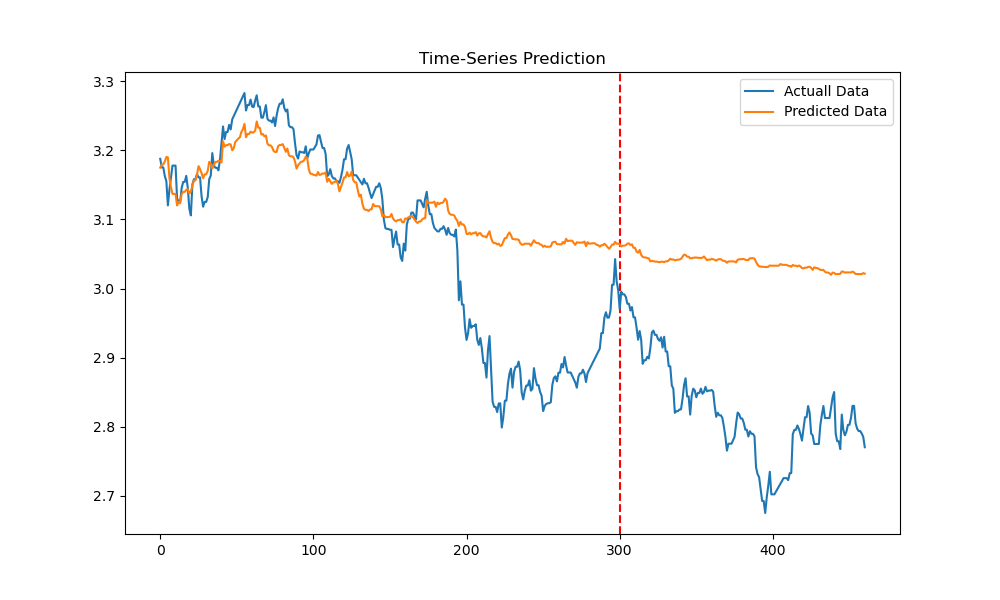 Time-Series Prediction
Actuall Data
Predicted Data
3.3
3.2
3.1
3.0
2.9
2.8
2.7
0 100 200 300 400